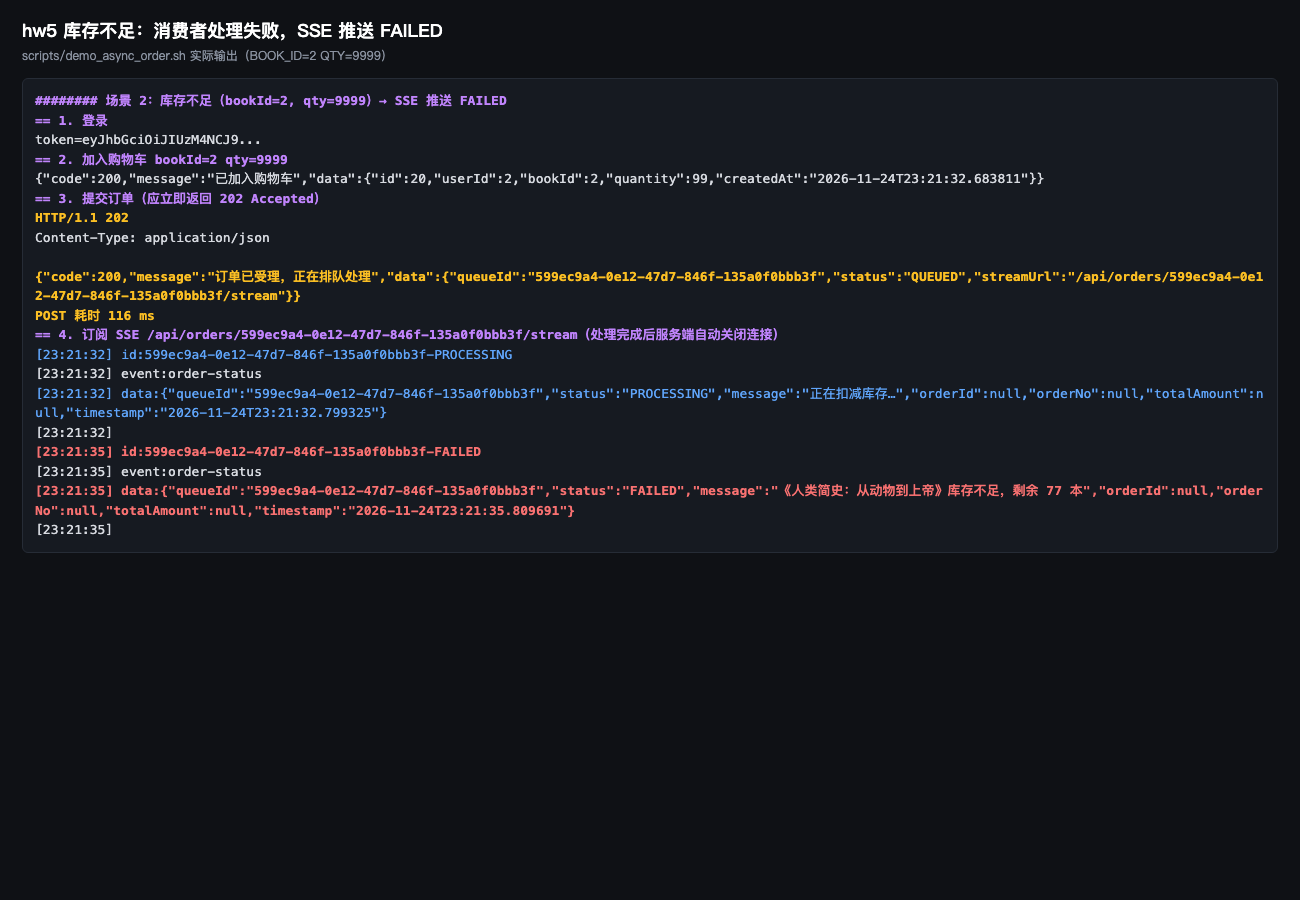 hw5 库存不足：消费者处理失败，SSE 推送 FAILED
scripts/demo_async_order.sh 实际输出（BOOK_ID=2 QTY=9999）
######## 场景 2：库存不足（bookId=2, qty=9999）→ SSE 推送 FAILED
== 1. 登录
token=eyJhbGciOiJIUzM4NCJ9...
== 2. 加入购物车 bookId=2 qty=9999
{"code":200,"message":"已加入购物车","data":{"id":20,"userId":2,"bookId":2,"quantity":99,"createdAt":"2026-11-24T23:21:32.683811"}}
== 3. 提交订单（应立即返回 202 Accepted）
HTTP/1.1 202
Content-Type: application/json
{"code":200,"message":"订单已受理，正在排队处理","data":{"queueId":"599ec9a4-0e12-47d7-846f-135a0f0bbb3f","status":"QUEUED","streamUrl":"/api/orders/599ec9a4-0e1
2-47d7-846f-135a0f0bbb3f/stream"}}
POST 耗时 116 ms
== 4. 订阅 SSE /api/orders/599ec9a4-0e12-47d7-846f-135a0f0bbb3f/stream（处理完成后服务端自动关闭连接）
[23:21:32] id:599ec9a4-0e12-47d7-846f-135a0f0bbb3f-PROCESSING
[23:21:32] event:order-status
[23:21:32] data:{"queueId":"599ec9a4-0e12-47d7-846f-135a0f0bbb3f","status":"PROCESSING","message":"正在扣减库存…","orderId":null,"orderNo":null,"totalAmount":n
ull,"timestamp":"2026-11-24T23:21:32.799325"}
[23:21:32]
[23:21:35] id:599ec9a4-0e12-47d7-846f-135a0f0bbb3f-FAILED
[23:21:35] event:order-status
[23:21:35] data:{"queueId":"599ec9a4-0e12-47d7-846f-135a0f0bbb3f","status":"FAILED","message":"《人类简史：从动物到上帝》库存不足，剩余 77 本","orderId":null,"order
No":null,"totalAmount":null,"timestamp":"2026-11-24T23:21:35.809691"}
[23:21:35]